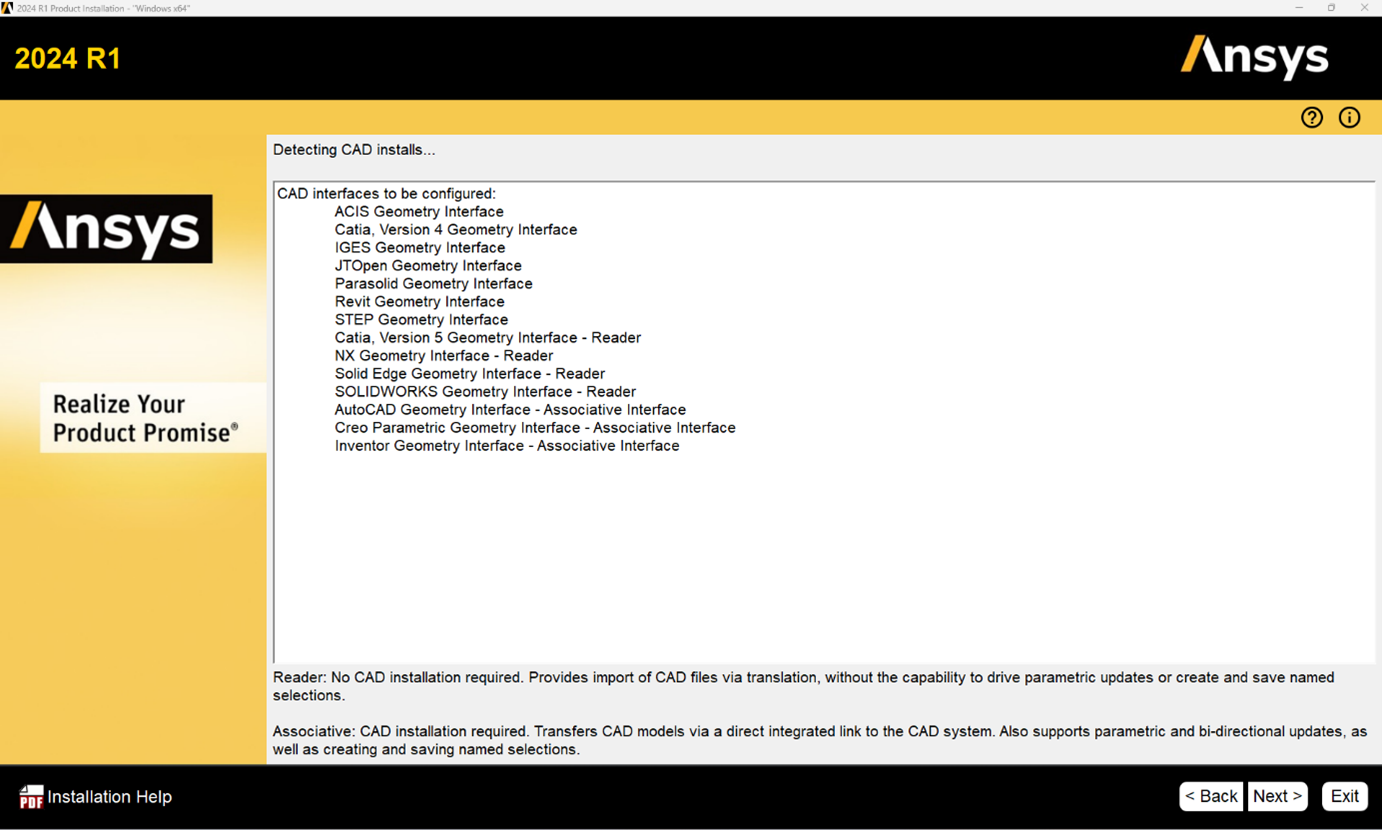 2024 R1 Product Installation - "Windows x64"
2024 R1
Ansys
Detecting CAD installs...
Ansys
Realize Your
Product Promise®
CAD interfaces to be configured:
ACIS Geometry Interface
Catia, Version 4 Geometry Interface
IGES Geometry Interface
JTOpen Geometry Interface
Parasolid Geometry Interface
Revit Geometry Interface
STEP Geometry Interface
Catia, Version 5 Geometry Interface - Reader
NX Geometry Interface - Reader
Solid Edge Geometry Interface - Reader
SOLIDWORKS Geometry Interface - Reader
AutoCAD Geometry Interface - Associative Interface
Creo Parametric Geometry Interface - Associative Interface
Inventor Geometry Interface - Associative Interface
Reader: No CAD installation required. Provides import of CAD files via translation, without the capability to drive parametric updates or create and save named
selections.
Associative: CAD installation required. Transfers CAD models via a direct integrated link to the CAD system. Also supports parametric and bi-directional updates, as
well as creating and saving named selections.
PDF Installation Help
< Back Next > Exit